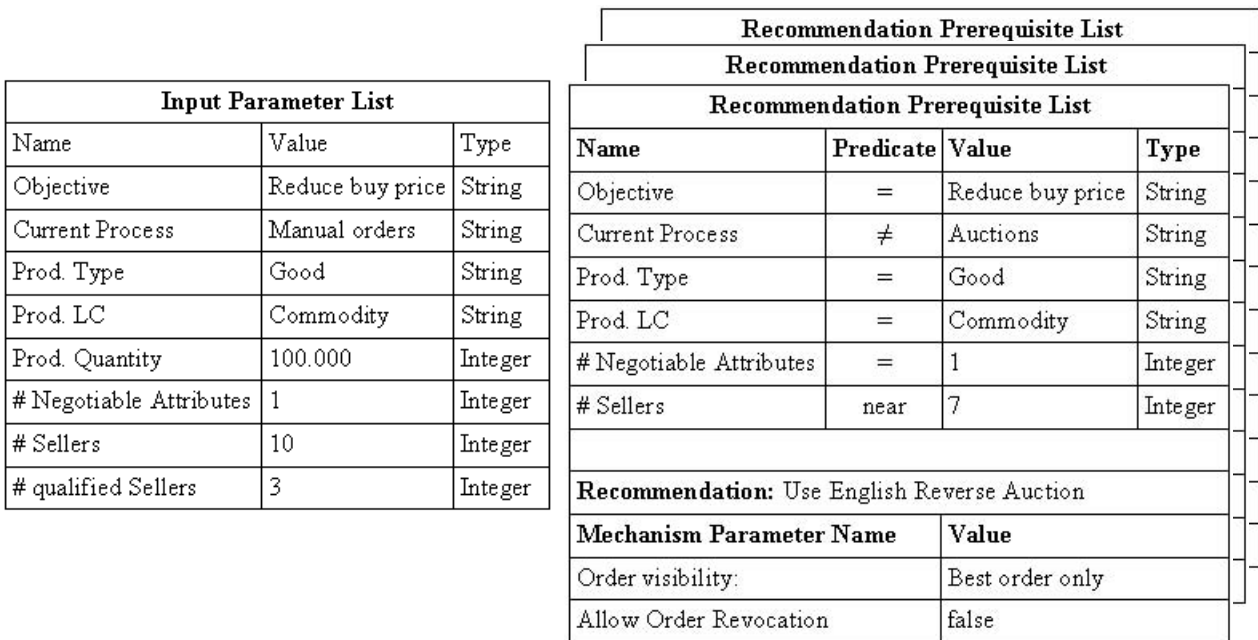 Recommendation Prerequisite List
Recommendation Prerequisite List
Input Parameter List
Name Value Type
Objective Reduce buy price String
Current Process Manual orders String
Prod. Type Good String
Prod. LC Commodity String
Prod. Quantity 100.000 Integer
# Negotiable Attributes 1 Integer
# Sellers 10 Integer
# qualified Sellers 3 Integer
Recommendation Prerequisite List
Name Predicate Value Type
Objective = Reduce buy price String
Current Process ≠ Auctions String
Prod. Type = Good String
Prod. LC = Commodity String
# Negotiable Attributes = 1 Integer
# Sellers near 7 Integer
Recommendation: Use English Reverse Auction
Mechanism Parameter Name Value
Order visibility: Best order only
Allow Order Revocation false